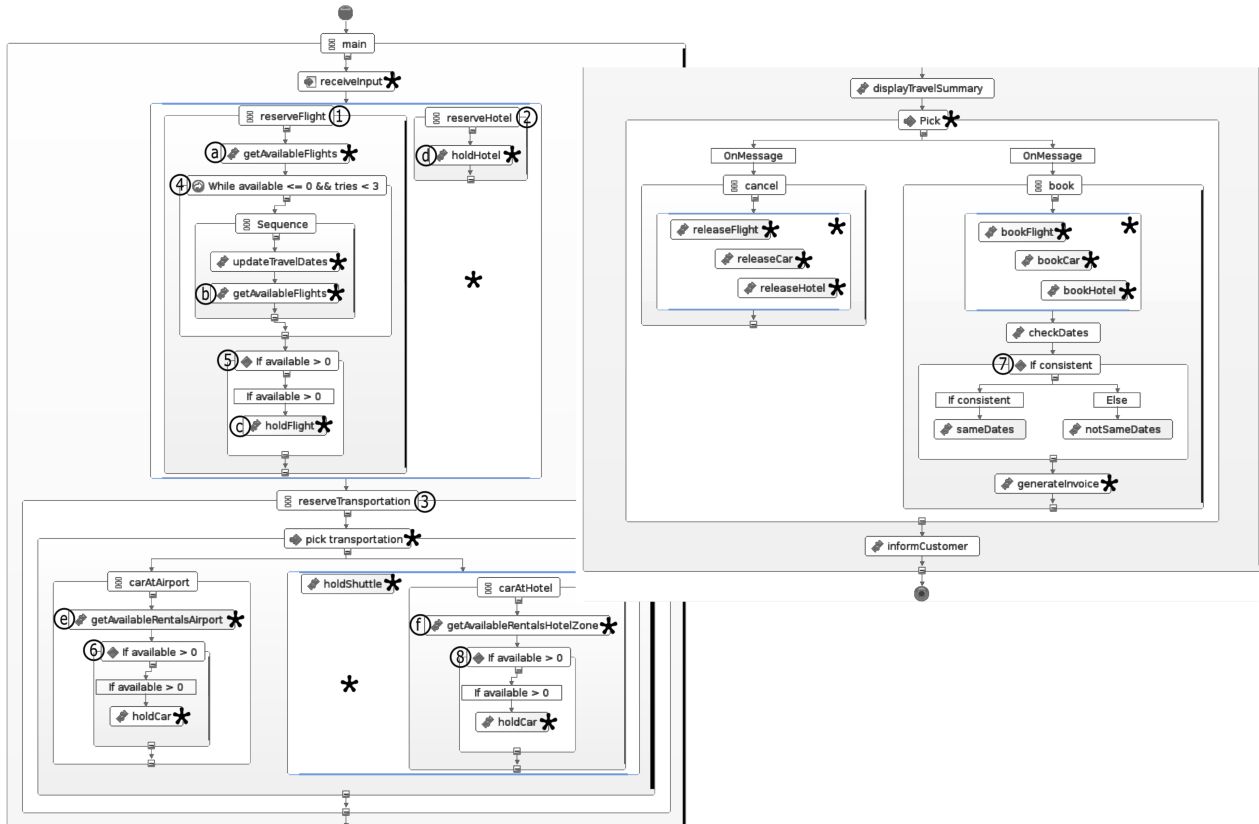 main
receiveInput *
reserveFlight 1
a getAvailableFlights *
4 While available <= 0 && tries < 3
Sequence
updateTravelDates *
b getAvailableFlights *
5 If available > 0
If available > 0
c holdFlight *
reserveHotel 2
d holdHotel *
*
reserveTransportation 3
pick transportation *
carAtAirport
e getAvailableRentalsAirport *
6 If available > 0
If available > 0
holdCar *
holdShuttle *
*
carAtHotel
f getAvailableRentalsHotelZone *
8 If available > 0
If available > 0
holdCar *
displayTravelSummary
Pick *
OnMessage
cancel
*
releaseFlight *
releaseCar *
releaseHotel *
OnMessage
book
*
bookFlight *
bookCar *
bookHotel *
checkDates
7 If consistent
If consistent
sameDates
Else
notSameDates
generateInvoice *
informCustomer